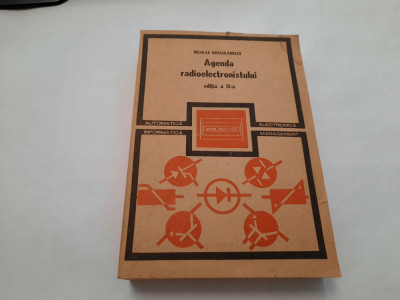 NICOLAE DRĂGULĂNESCU
Agenda
radioelectronistului
ediția a II-a
AUTOMATICĂ
ELECTRONICĂ
INFORMATICĂ
MANAGEMENT